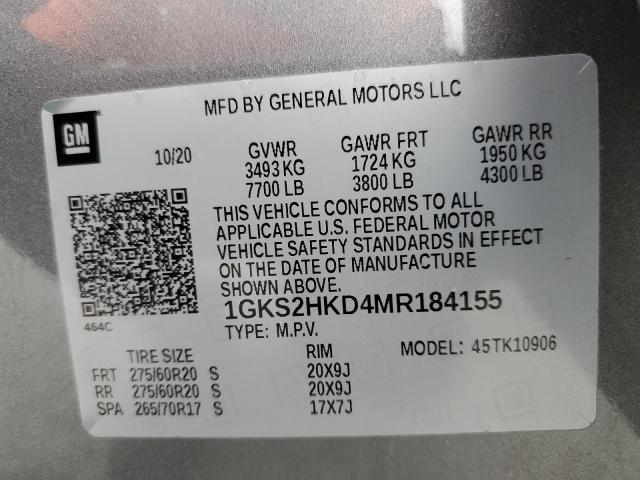 MFD BY GENERAL MOTORS LLC
GM
10/20
GVWR
3493 KG
7700 LB
GAWR FRT
1724 KG
3800 LB
GAWR RR
1950 KG
4300 LB
THIS VEHICLE CONFORMS TO ALL
APPLICABLE U.S. FEDERAL MOTOR
VEHICLE SAFETY STANDARDS IN EFFECT
ON THE DATE OF MANUFACTURE
SHOWN ABOVE.
464C
1GKS2HKD4MR184155
TYPE: M.P.V.
MODEL: 45TK10906
TIRE SIZE RIM
FRT 275/60R20 S 20X9J
RR 275/60R20 S 20X9J
SPA 265/70R17 S 17X7J